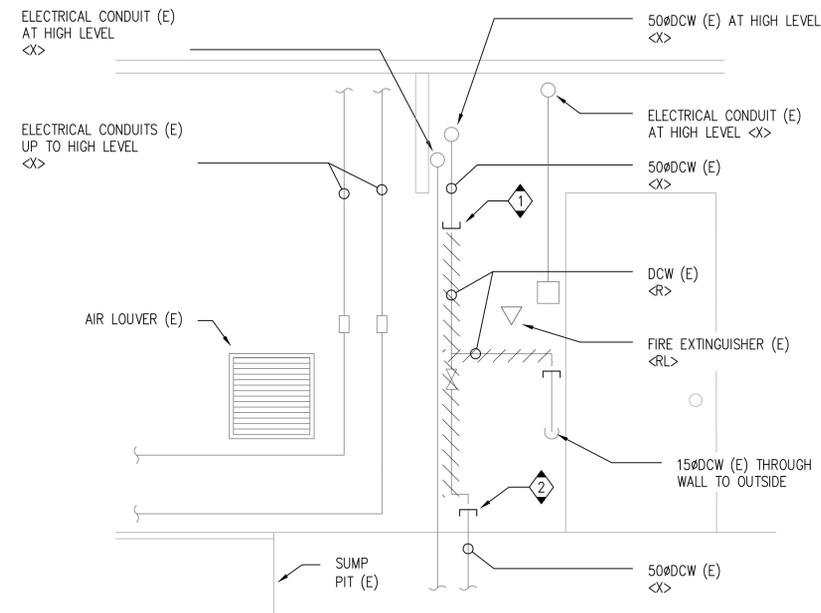 ELECTRICAL CONDUIT (E)
AT HIGH LEVEL
<X>
50øDCW (E) AT HIGH LEVEL
<X>
ELECTRICAL CONDUIT (E)
AT HIGH LEVEL <X>
ELECTRICAL CONDUITS (E)
UP TO HIGH LEVEL
<X>
50øDCW (E)
<X>
1
DCW (E)
<R>
AIR LOUVER (E)
FIRE EXTINGUISHER (E)
<RL>
15øDCW (E) THROUGH
WALL TO OUTSIDE
2
SUMP
PIT (E)
50øDCW (E)
<X>